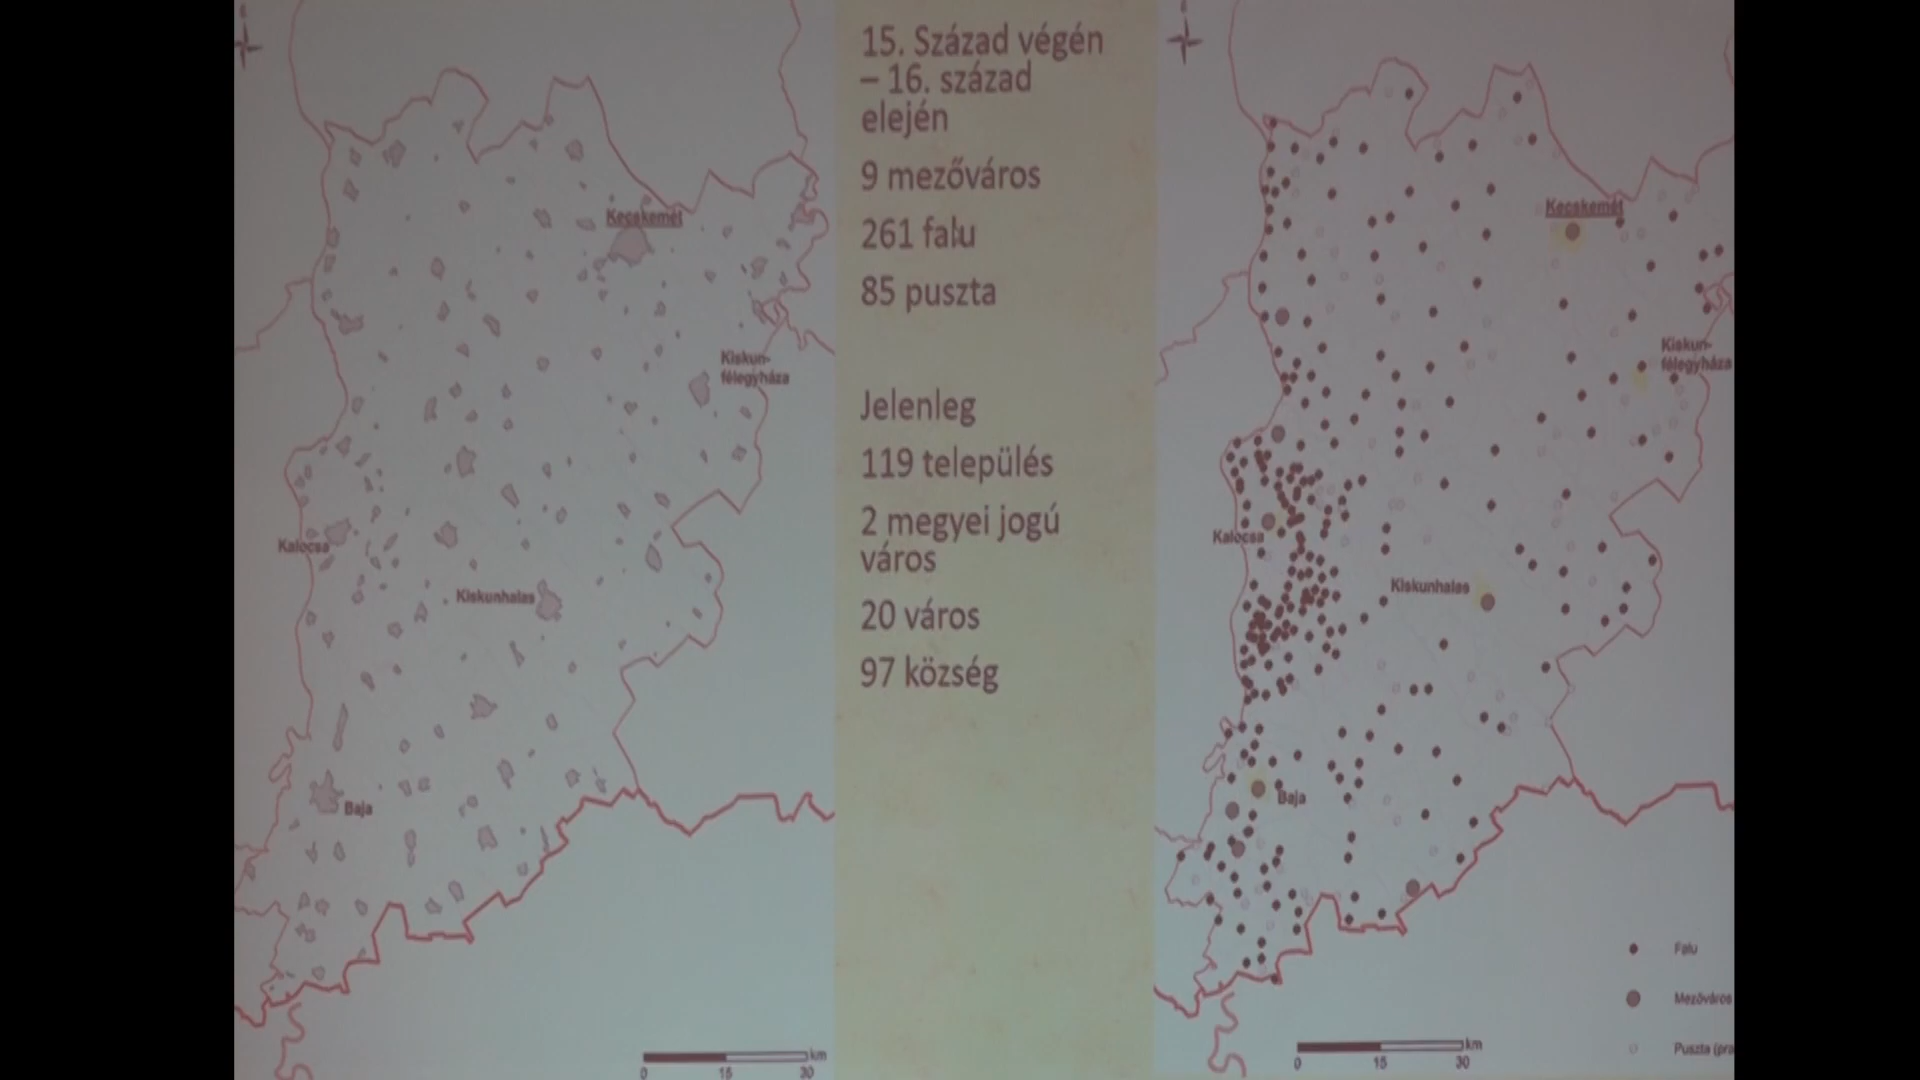 Kecskemét
Kiskun-
félegyháza
Kalocsa
Kiskunhalas
Baja
km
0 15 30
15. Század végén
– 16. század
elején
9 mezőváros
261 falu
85 puszta
Jelenleg
119 település
2 megyei jogú
város
20 város
97 község
Kecskemét
Kiskun-
félegyháza
Kalocsa
Kiskunhalas
Baja
Falu
Mezőváros
Puszta (pra
km
0 15 30